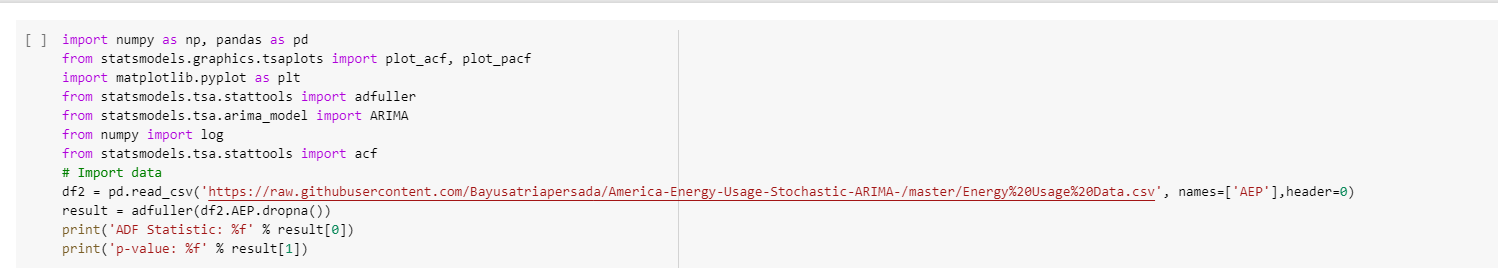 [ ] import numpy as np, pandas as pd
from statsmodels.graphics.tsaplots import plot_acf, plot_pacf
import matplotlib.pyplot as plt
from statsmodels.tsa.stattools import adfuller
from statsmodels.tsa.arima_model import ARIMA
from numpy import log
from statsmodels.tsa.stattools import acf
# Import data
df2 = pd.read_csv('https://raw.githubusercontent.com/Bayusatriapersada/America-Energy-Usage-Stochastic-ARIMA-/master/Energy%20Usage%20Data.csv', names=['AEP'],header=0)
result = adfuller(df2.AEP.dropna())
print('ADF Statistic: %f' % result[0])
print('p-value: %f' % result[1])